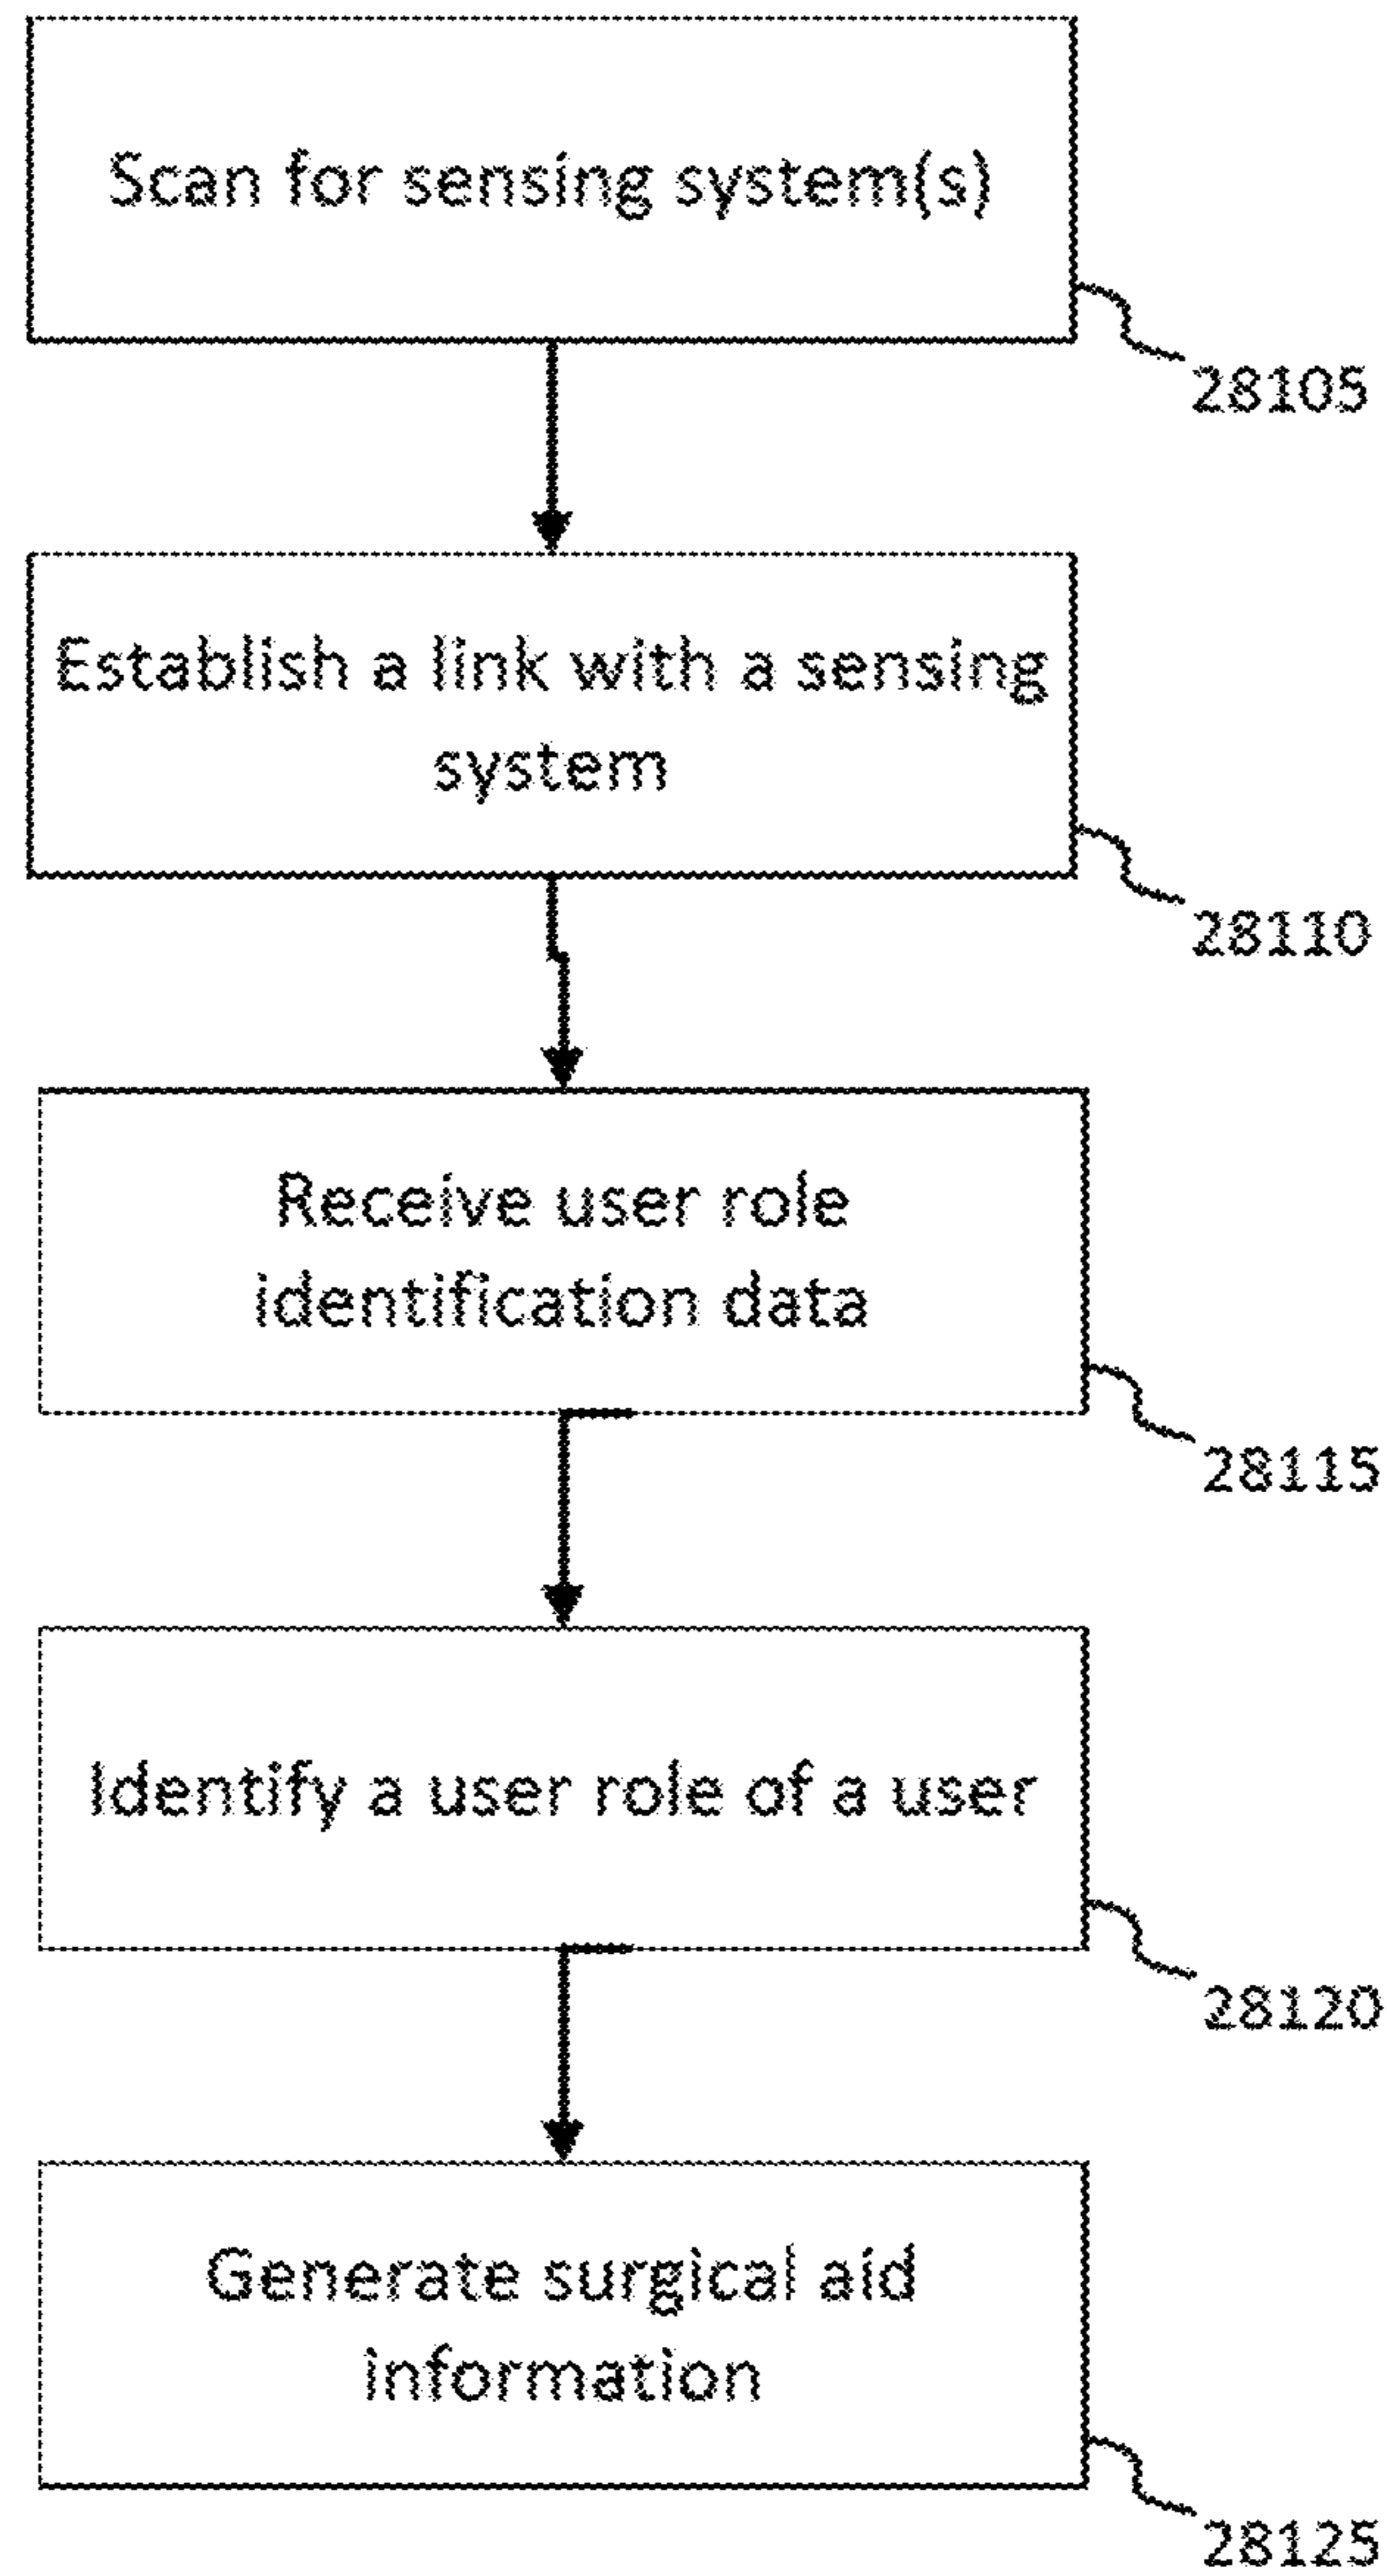 Scan for sensing system(s)
28105
Establish a link with a sensing
system
28110
Receive user role
identification data
28115
Identify a user role of a user
28120
Generate surgical aid
information
28125